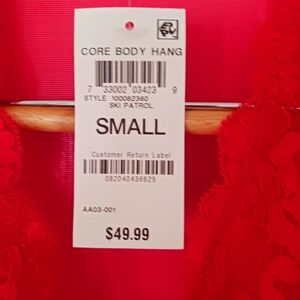 CORE BODY HANG
7 33002 03423 9
STYLE 100082360
SKI PATROL
SMALL
Customer Return Label
082040436625
AA03-001
$49.99